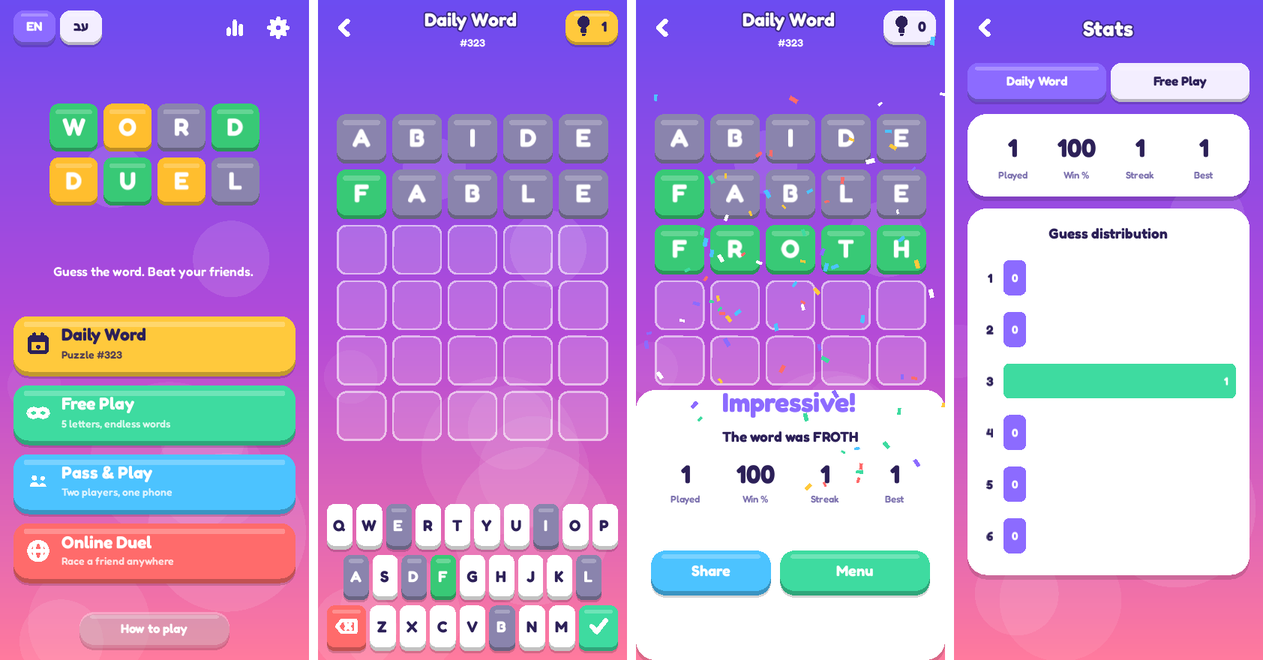 EN עב
W O R D
D U E L
Guess the word. Beat your friends.
Daily Word
Puzzle #323
Free Play
5 letters, endless words
Pass & Play
Two players, one phone
Online Duel
Race a friend anywhere
How to play
Daily Word
#323
1
A B I D E
F A B L E
Q W E R T Y U I O P
A S D F G H J K L
Z X C V B N M
Daily Word
#323
0
A B I D E
F A B L E
F R O T H
Impressive!
The word was FROTH
1 100 1 1
Played Win % Streak Best
Share Menu
Stats
Daily Word Free Play
1 100 1 1
Played Win % Streak Best
Guess distribution
1 0
2 0
3 1
4 0
5 0
6 0